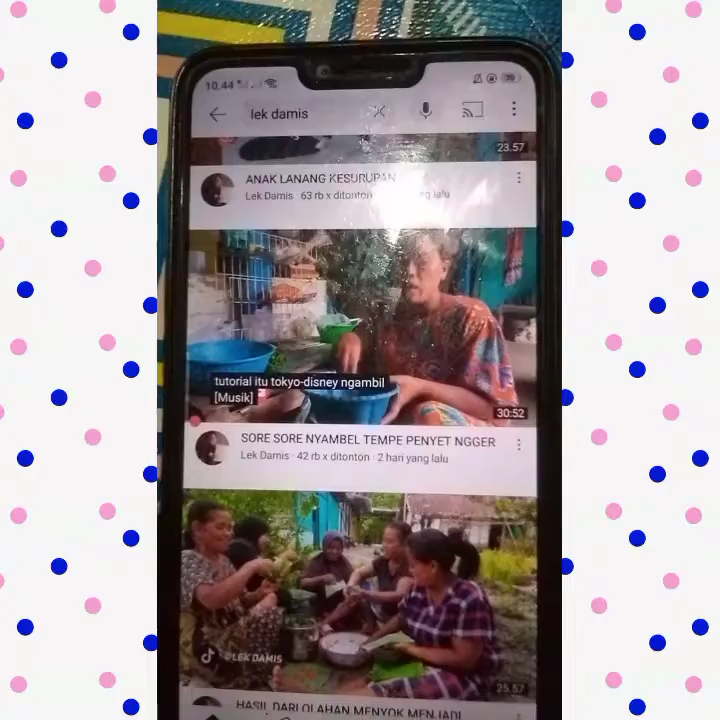 10.44
lek damis
23.57
ANAK LANANG KESURUPAN
Lek Damis · 63 rb x ditonton lalu
tutorial itu tokyo-disney ngambil
[Musik]
30:52
SORE SORE NYAMBEL TEMPE PENYET NGGER
Lek Damis · 42 rb x ditonton · 2 hari yang lalu
@LEK DAMIS
25.57
HASIL DARI OLAHAN MENYOK MENJADI